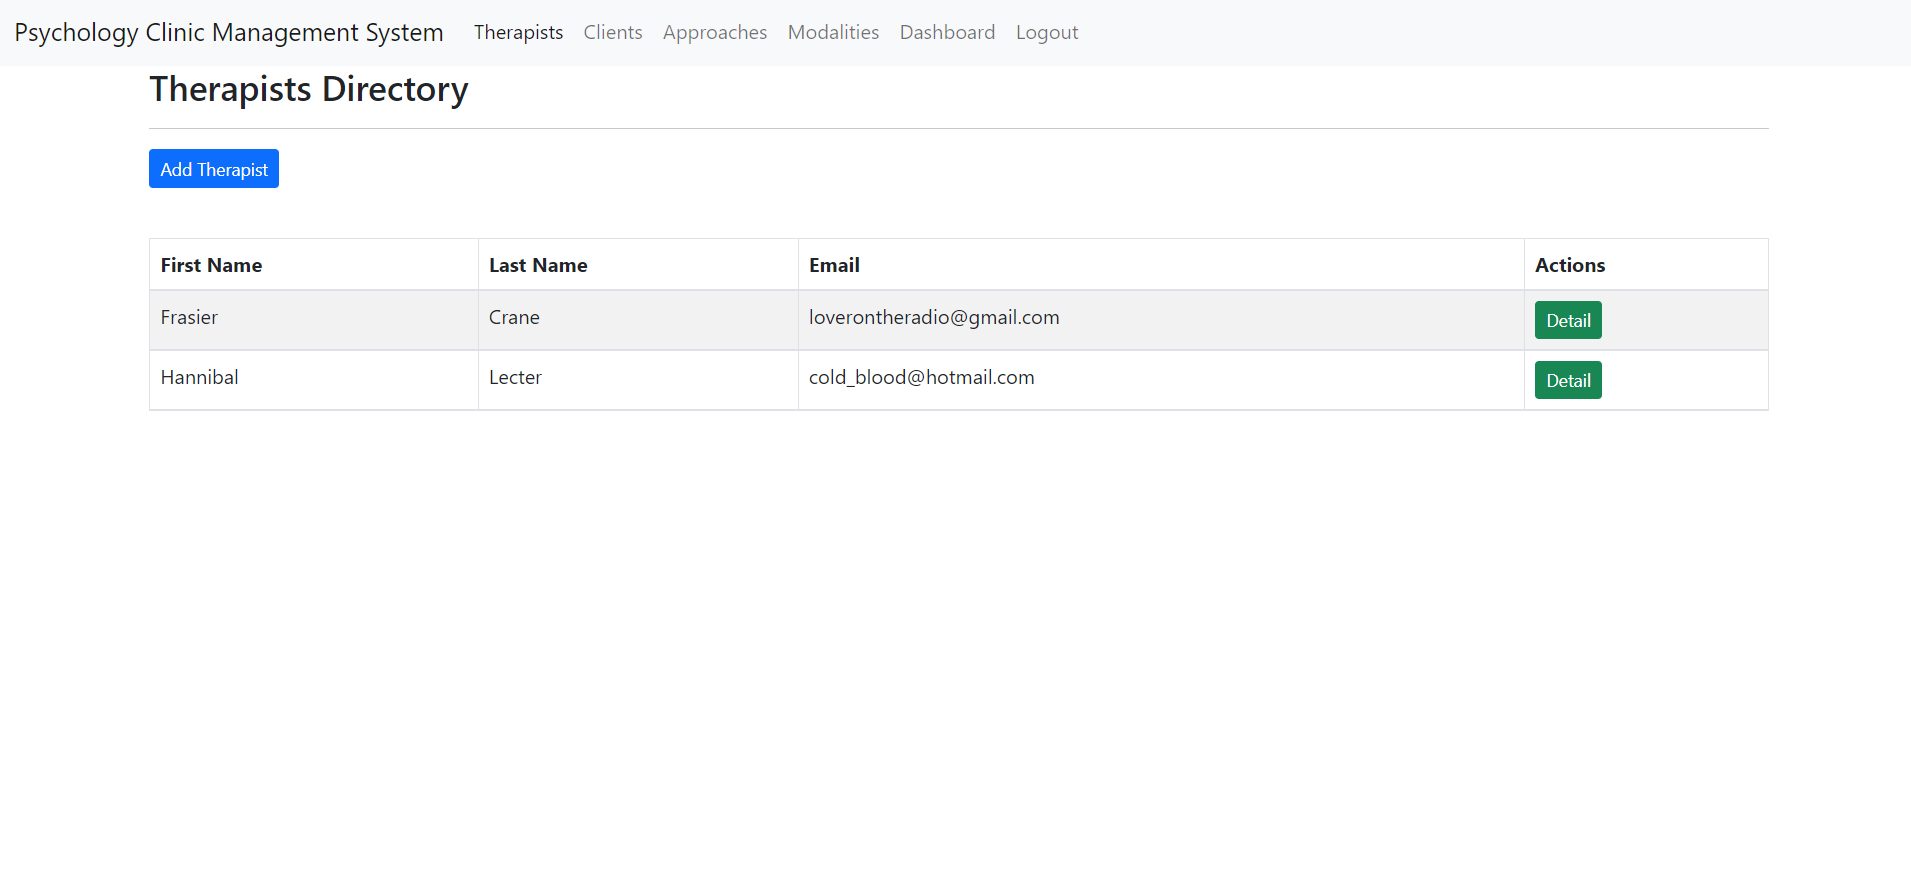 Psychology Clinic Management System Therapists Clients Approaches Modalities Dashboard Logout
Therapists Directory
Add Therapist
First Name Last Name Email Actions
Frasier Crane loverontheradio@gmail.com Detail
Hannibal Lecter cold_blood@hotmail.com Detail